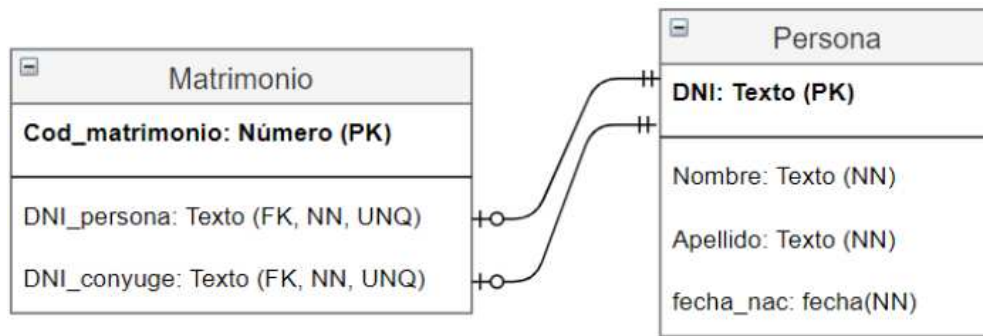 Matrimonio
Cod_matrimonio: Número (PK)
DNI_persona: Texto (FK, NN, UNQ)
DNI_conyuge: Texto (FK, NN, UNQ)
Persona
DNI: Texto (PK)
Nombre: Texto (NN)
Apellido: Texto (NN)
fecha_nac: fecha(NN)